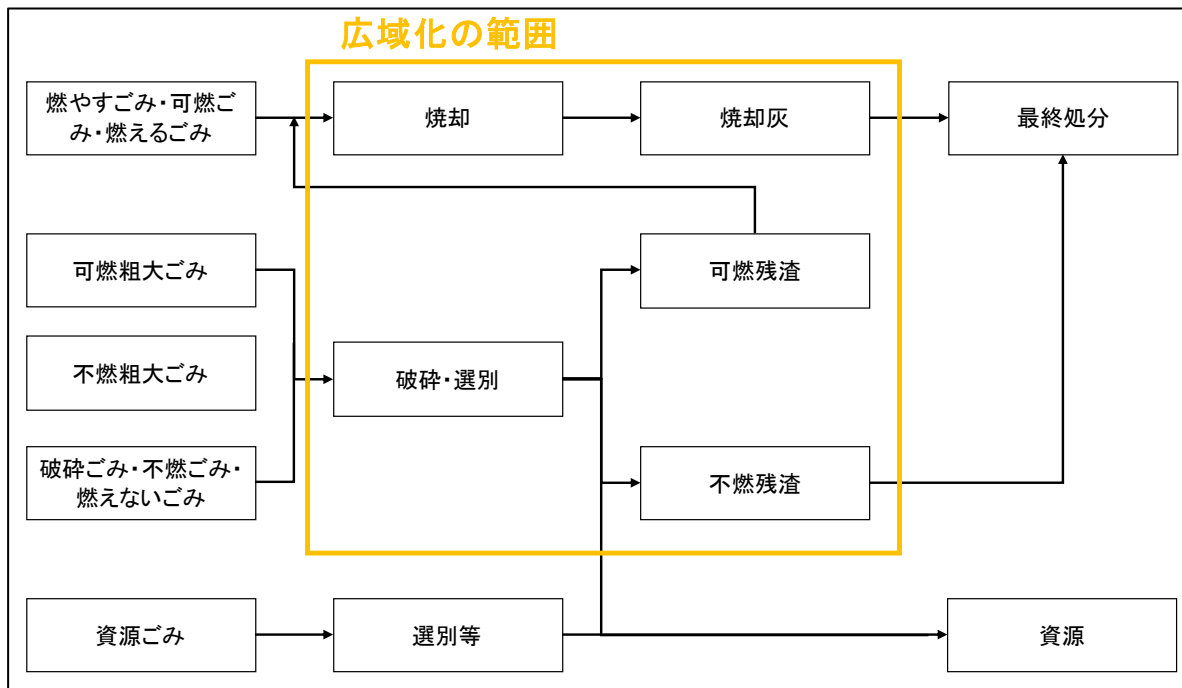 広域化の範囲
燃やすごみ・可燃ご
み・燃えるごみ
焼却
焼却灰
最終処分
可燃粗大ごみ
可燃残渣
不燃粗大ごみ
破砕・選別
破砕ごみ・不燃ごみ・
燃えないごみ
不燃残渣
資源ごみ
選別等
資源